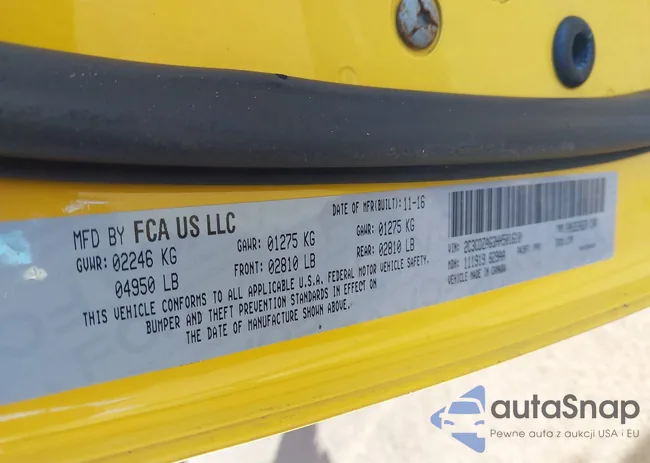 MFD BY FCA US LLC
DATE OF MFR(BUILT): 11-16
GVWR: 02246 KG
04950 LB
GAWR: 01275 KG
FRONT: 02810 LB
GAWR: 01275 KG
REAR: 02810 LB
THIS VEHICLE CONFORMS TO ALL APPLICABLE U.S.A. FEDERAL MOTOR VEHICLE SAFETY,
BUMPER AND THEFT PREVENTION STANDARDS IN EFFECT ON
THE DATE OF MANUFACTURE SHOWN ABOVE.
VIN:
MDH: 111919
VEHICLE MADE IN CANADA
autaSnap
Pewne auta z aukcji USA i EU